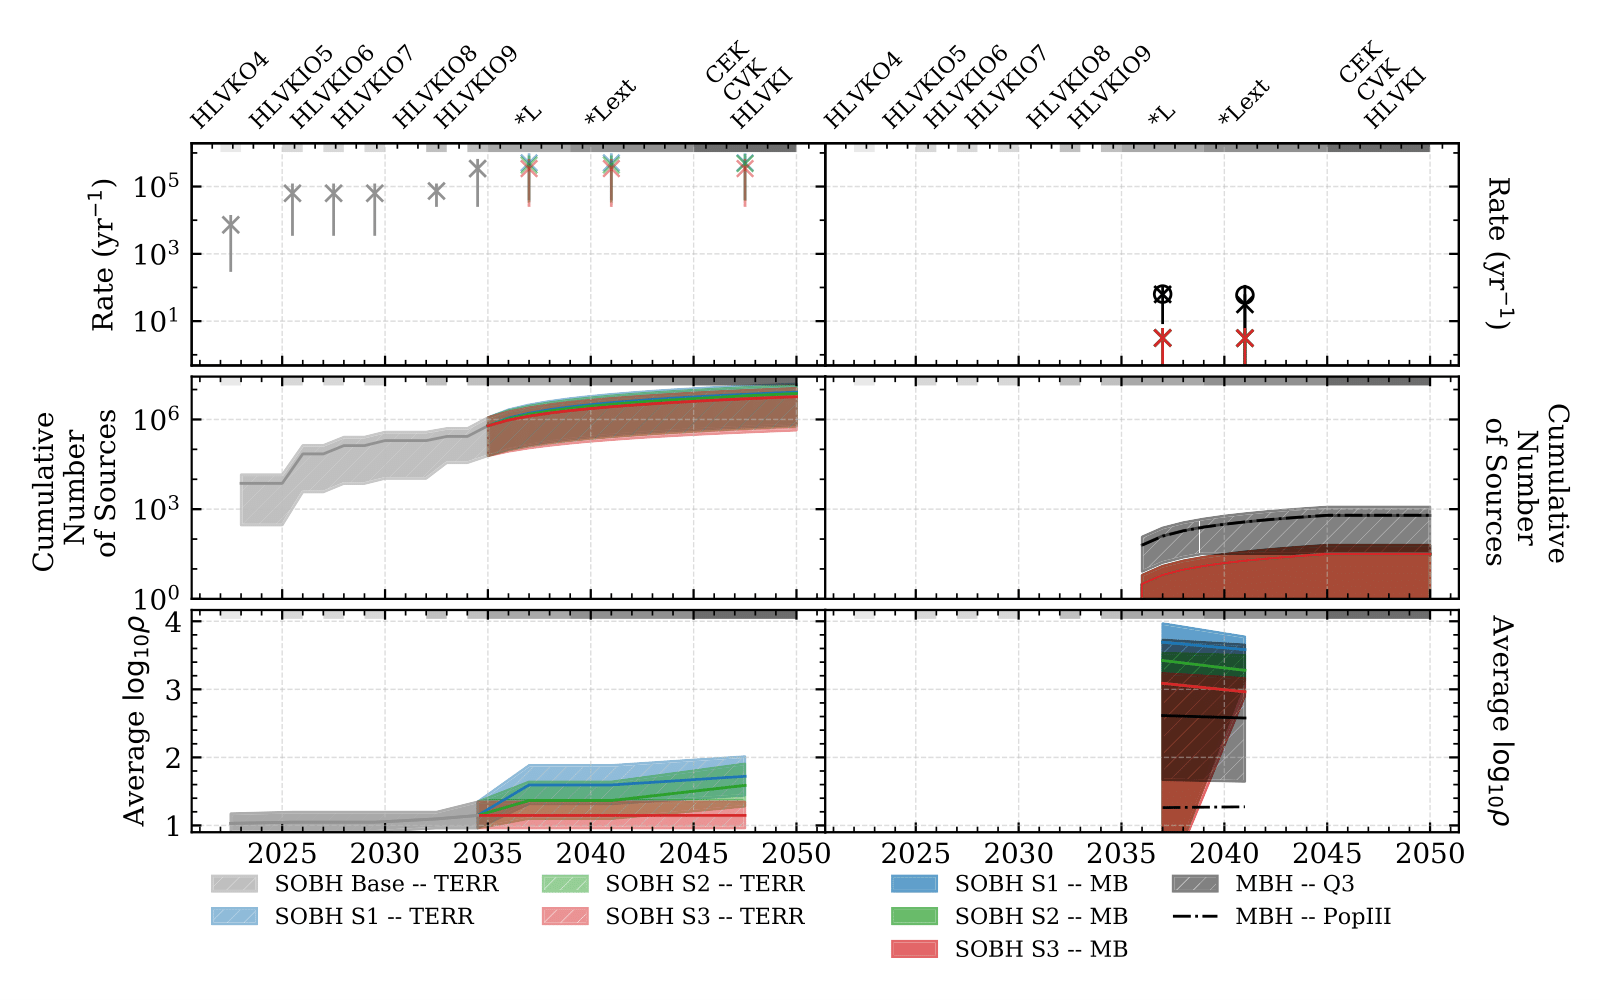 HLVKO4 HLVKIO5 HLVKIO6 HLVKIO7 HLVKIO8 HLVKIO9 *L *Lext CEK CVK HLVKI
HLVKO4 HLVKIO5 HLVKIO6 HLVKIO7 HLVKIO8 HLVKIO9 *L *Lext CEK CVK HLVKI
Rate (yr⁻¹)
10⁵
10³
10¹
Rate (yr⁻¹)
Cumulative
Number
of Sources
10⁶
10³
10⁰
Cumulative
Number
of Sources
Average log₁₀ρ
4
3
2
1
Average log₁₀ρ
2025 2030 2035 2040 2045 2050
2025 2030 2035 2040 2045 2050
SOBH Base -- TERR
SOBH S1 -- TERR
SOBH S2 -- TERR
SOBH S3 -- TERR
SOBH S1 -- MB
SOBH S2 -- MB
SOBH S3 -- MB
MBH -- Q3
MBH -- PopIII